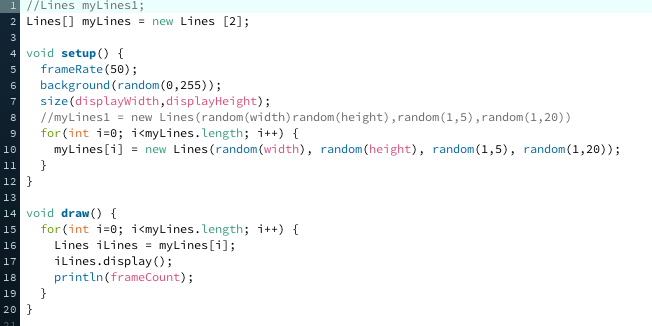 1 //Lines myLines1;
2 Lines[] myLines = new Lines [2];
3
4 void setup() {
5   frameRate(50);
6   background(random(0,255));
7   size(displayWidth,displayHeight);
8   //myLines1 = new Lines(random(width)random(height),random(1,5),random(1,20))
9   for(int i=0; i<myLines.length; i++) {
10     myLines[i] = new Lines(random(width), random(height), random(1,5), random(1,20));
11   }
12 }
13
14 void draw() {
15   for(int i=0; i<myLines.length; i++) {
16     Lines iLines = myLines[i];
17     iLines.display();
18     println(frameCount);
19   }
20 }
21